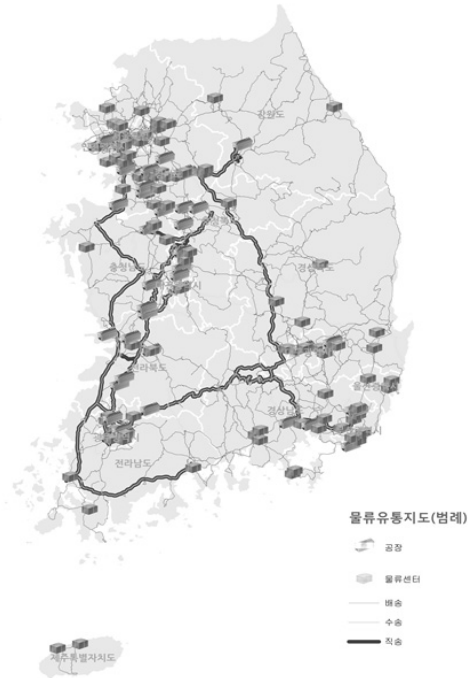 강원도
충청남도
경상북도
전라북도
경상남
전라남도
제주특별자치도
물류유통지도(범례)
공장
물류센터
배송
수송
직송